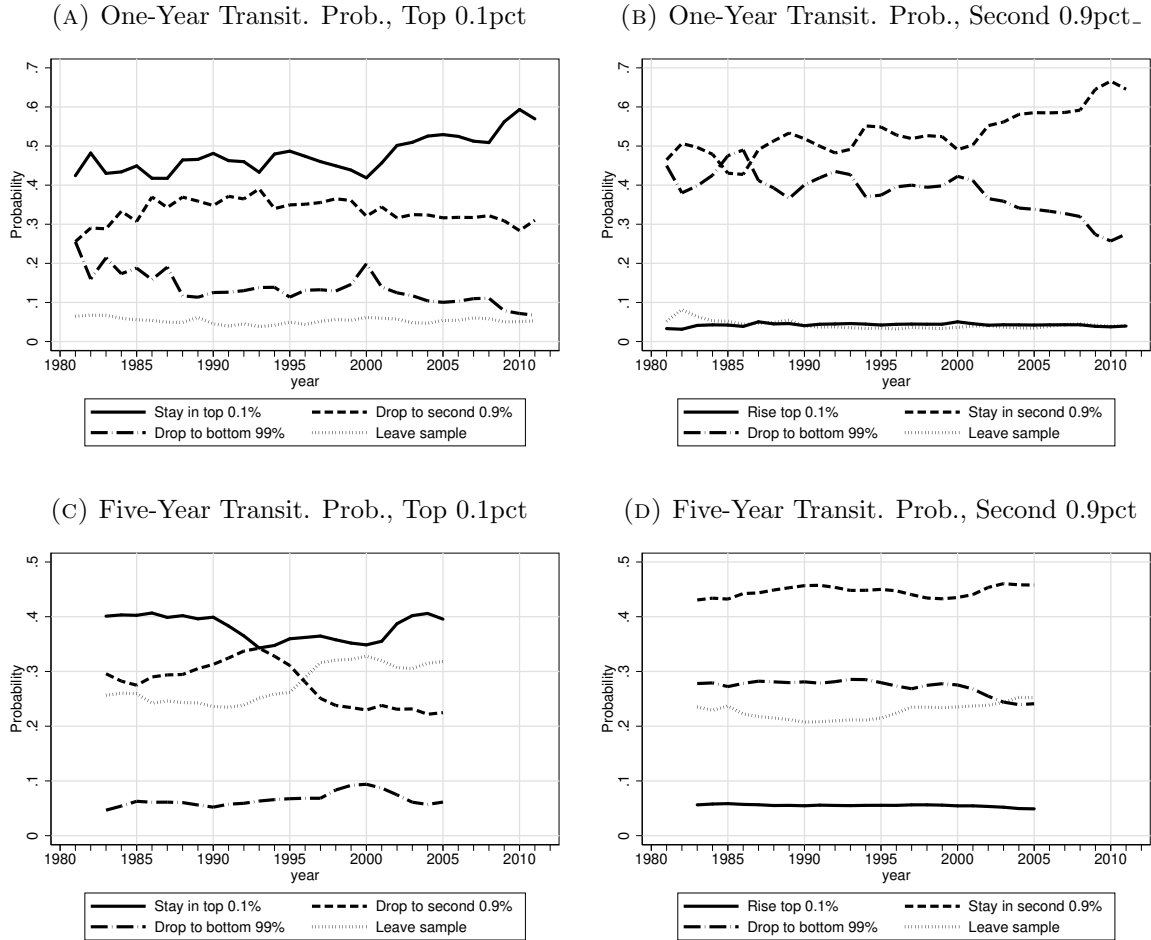 (A) One-Year Transit. Prob., Top 0.1pct
(B) One-Year Transit. Prob., Second 0.9pct_
Probability
0 .1 .2 .3 .4 .5 .6 .7
1980 1985 1990 1995 2000 2005 2010
year
Stay in top 0.1% Drop to second 0.9%
Drop to bottom 99% Leave sample
Probability
0 .1 .2 .3 .4 .5 .6 .7
1980 1985 1990 1995 2000 2005 2010
year
Rise top 0.1% Stay in second 0.9%
Drop to bottom 99% Leave sample
(C) Five-Year Transit. Prob., Top 0.1pct
(D) Five-Year Transit. Prob., Second 0.9pct
Probability
0 .1 .2 .3 .4 .5
1980 1985 1990 1995 2000 2005 2010
year
Stay in top 0.1% Drop to second 0.9%
Drop to bottom 99% Leave sample
Probability
0 .1 .2 .3 .4 .5
1980 1985 1990 1995 2000 2005 2010
year
Rise top 0.1% Stay in second 0.9%
Drop to bottom 99% Leave sample